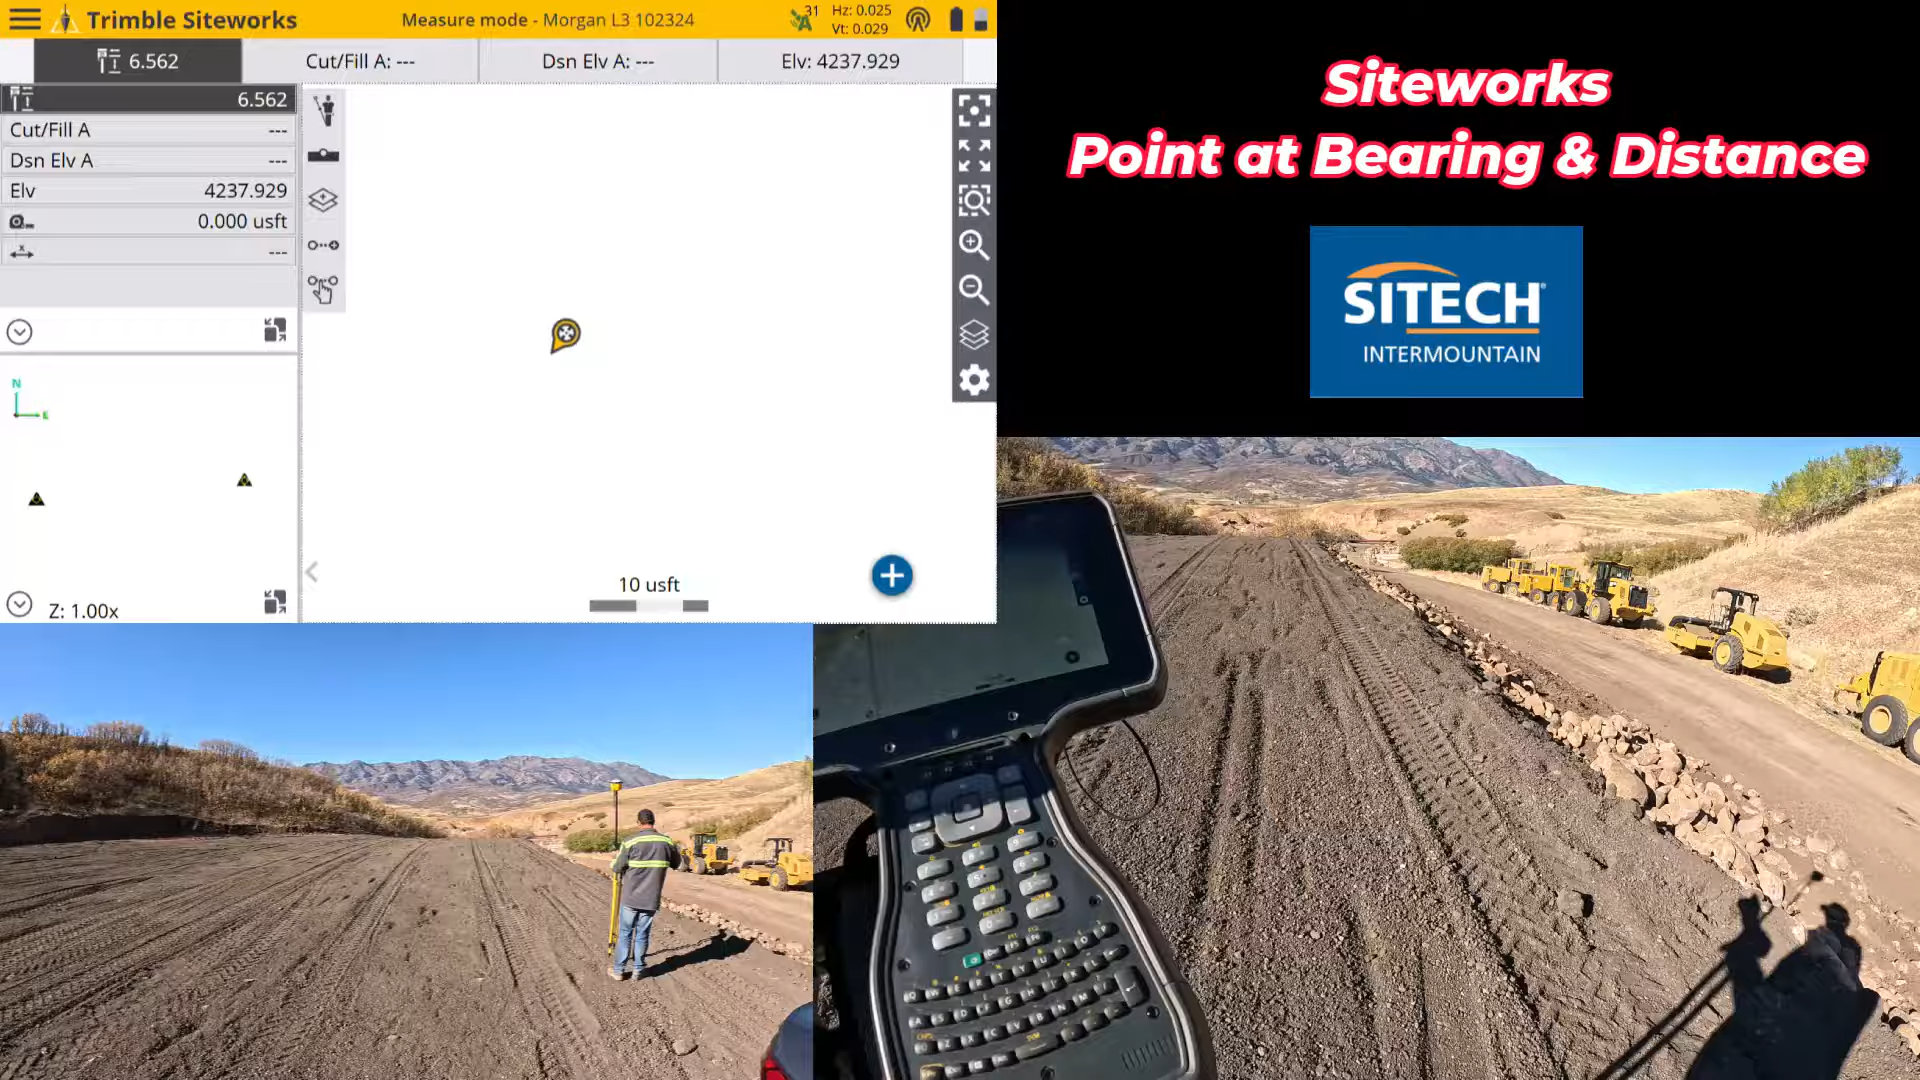 Trimble Siteworks
Measure mode - Morgan L3 102324
31
Hz: 0.025
Vt: 0.029
6.562
Cut/Fill A: ---
Dsn Elv A: ---
Elv: 4237.929
6.562
Cut/Fill A ---
Dsn Elv A ---
Elv 4237.929
0.000 usft
---
N
E
Z: 1.00x
10 usft
Siteworks
Point at Bearing & Distance
SITECH
INTERMOUNTAIN